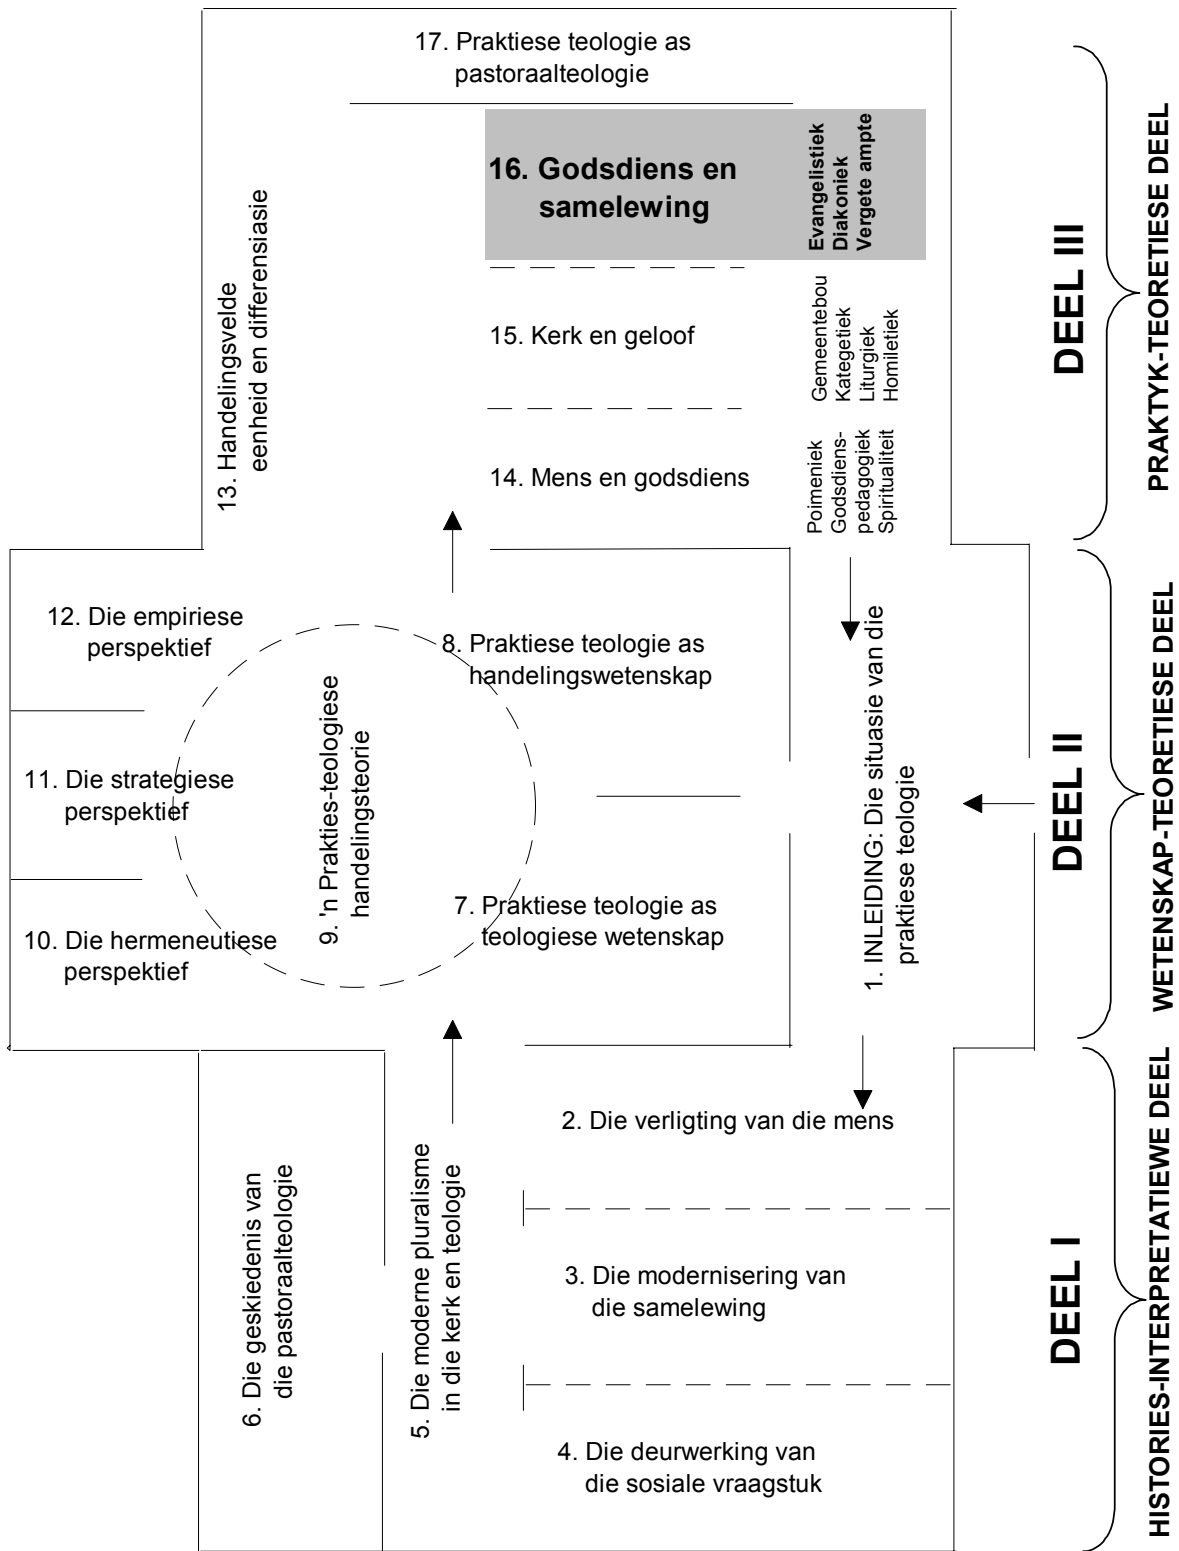 17. Praktiese teologie as
pastoraalteologie
16. Godsdiens en
samelewing
Evangelistiek
Diakoniek
Vergete ampte
13. Handelingsvelde
eenheid en differensiasie
15. Kerk en geloof
Gemeentebou
Kategetiek
Liturgiek
Homiletiek
14. Mens en godsdiens
Poimeniek
Godsdiens-
pedagogiek
Spiritualiteit
DEEL III
PRAKTYK-TEORETIESE DEEL
12. Die empiriese
perspektief
8. Praktiese teologie as
handelingswetenskap
11. Die strategiese
perspektief
9. 'n Prakties-teologiese
handelingsteorie
10. Die hermeneutiese
perspektief
7. Praktiese teologie as
teologiese wetenskap
1. INLEIDING: Die situasie van die
praktiese teologie
DEEL II
WETENSKAP-TEORETIESE DEEL
6. Die geskiedenis van
die pastoraalteologie
5. Die moderne pluralisme
in die kerk en teologie
2. Die verligting van die mens
3. Die modernisering van
die samelewing
4. Die deurwerking van
die sosiale vraagstuk
DEEL I
HISTORIES-INTERPRETATIEWE DEEL